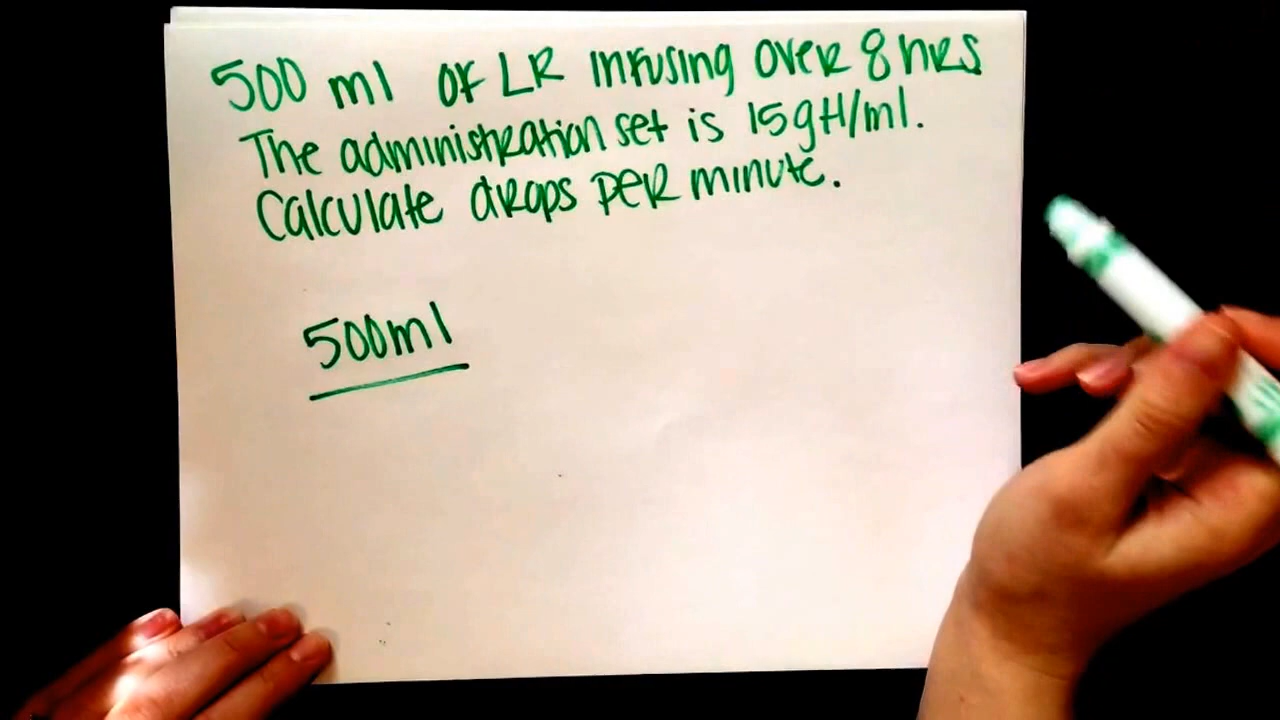 500 ml of LR infusing over 8 hrs.
The administration set is 15gtt/ml.
Calculate drops per minute.
500ml